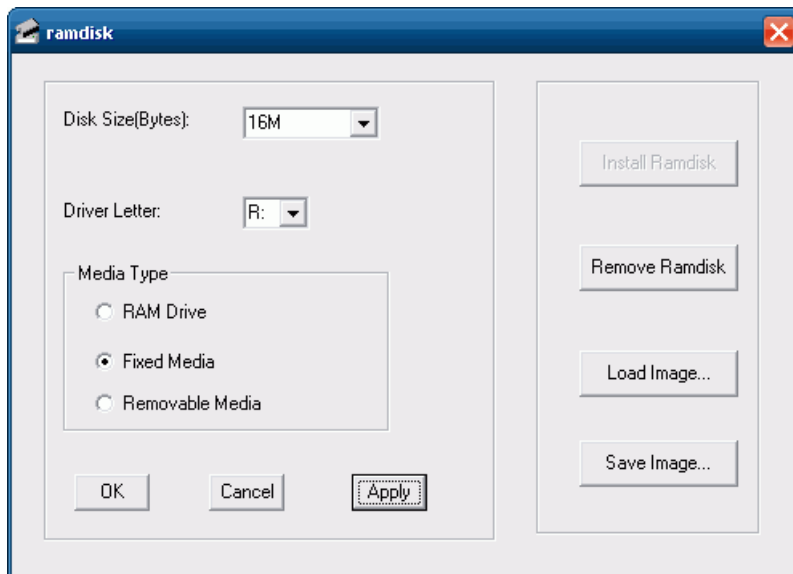 ramdisk
Disk Size(Bytes):
16M
Driver Letter:
R:
Media Type
RAM Drive
Fixed Media
Removable Media
OK
Cancel
Apply
Install Ramdisk
Remove Ramdisk
Load Image...
Save Image...